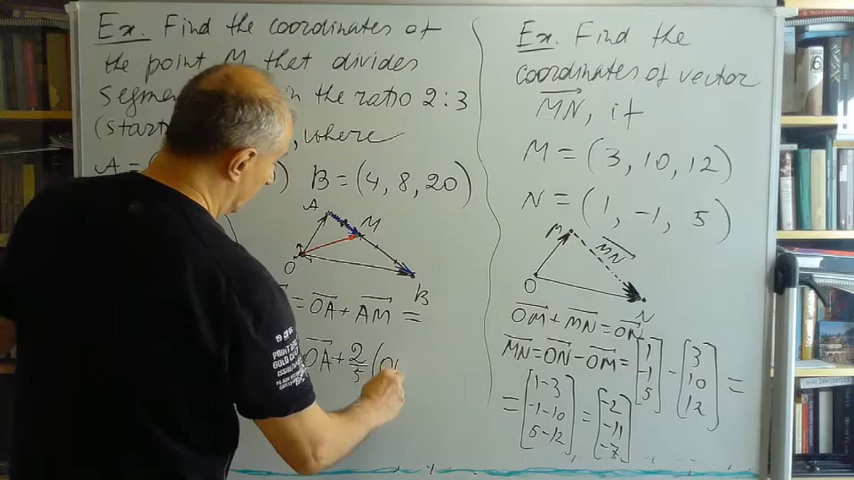 Ex. Find the coordinates of
the point M that divides
segmen in the ratio 2:3
(start , where
A = ) B = (4, 8, 20)
A
M
O
B
= OA + AM =
OA + 2/5 (O
Ex. Find the
coordinates of vector
MN, if
M = (3, 10, 12)
N = (1, -1, 5)
M
MN
O
N
OM + MN = ON
MN = ON - OM = [1 -1 5] - [3 10 12] =
= [1-3 -1-10 5-12] = [-2 -11 -7]